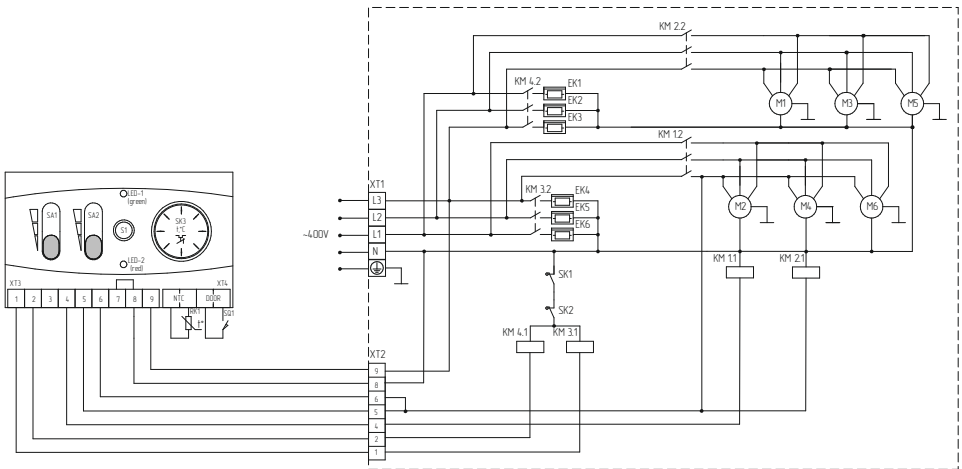 KM 2.2
KM 4.2
EK1
EK2
EK3
M1
M3
M5
KM 1.2
XT1
L3
L2
L1
N
~400V
KM 3.2
EK4
EK5
EK6
M2
M4
M6
LED-1
(green)
SA1
SA2
S1
SK3
t°C
LED-2
(red)
XT3
XT4
1 2 3 4 5 6 7 8 9
NTC
DOOR
RK1
t°
SQ1
SK1
SK2
KM 1.1
KM 2.1
KM 4.1
KM 3.1
XT2
9
8
6
5
4
2
1